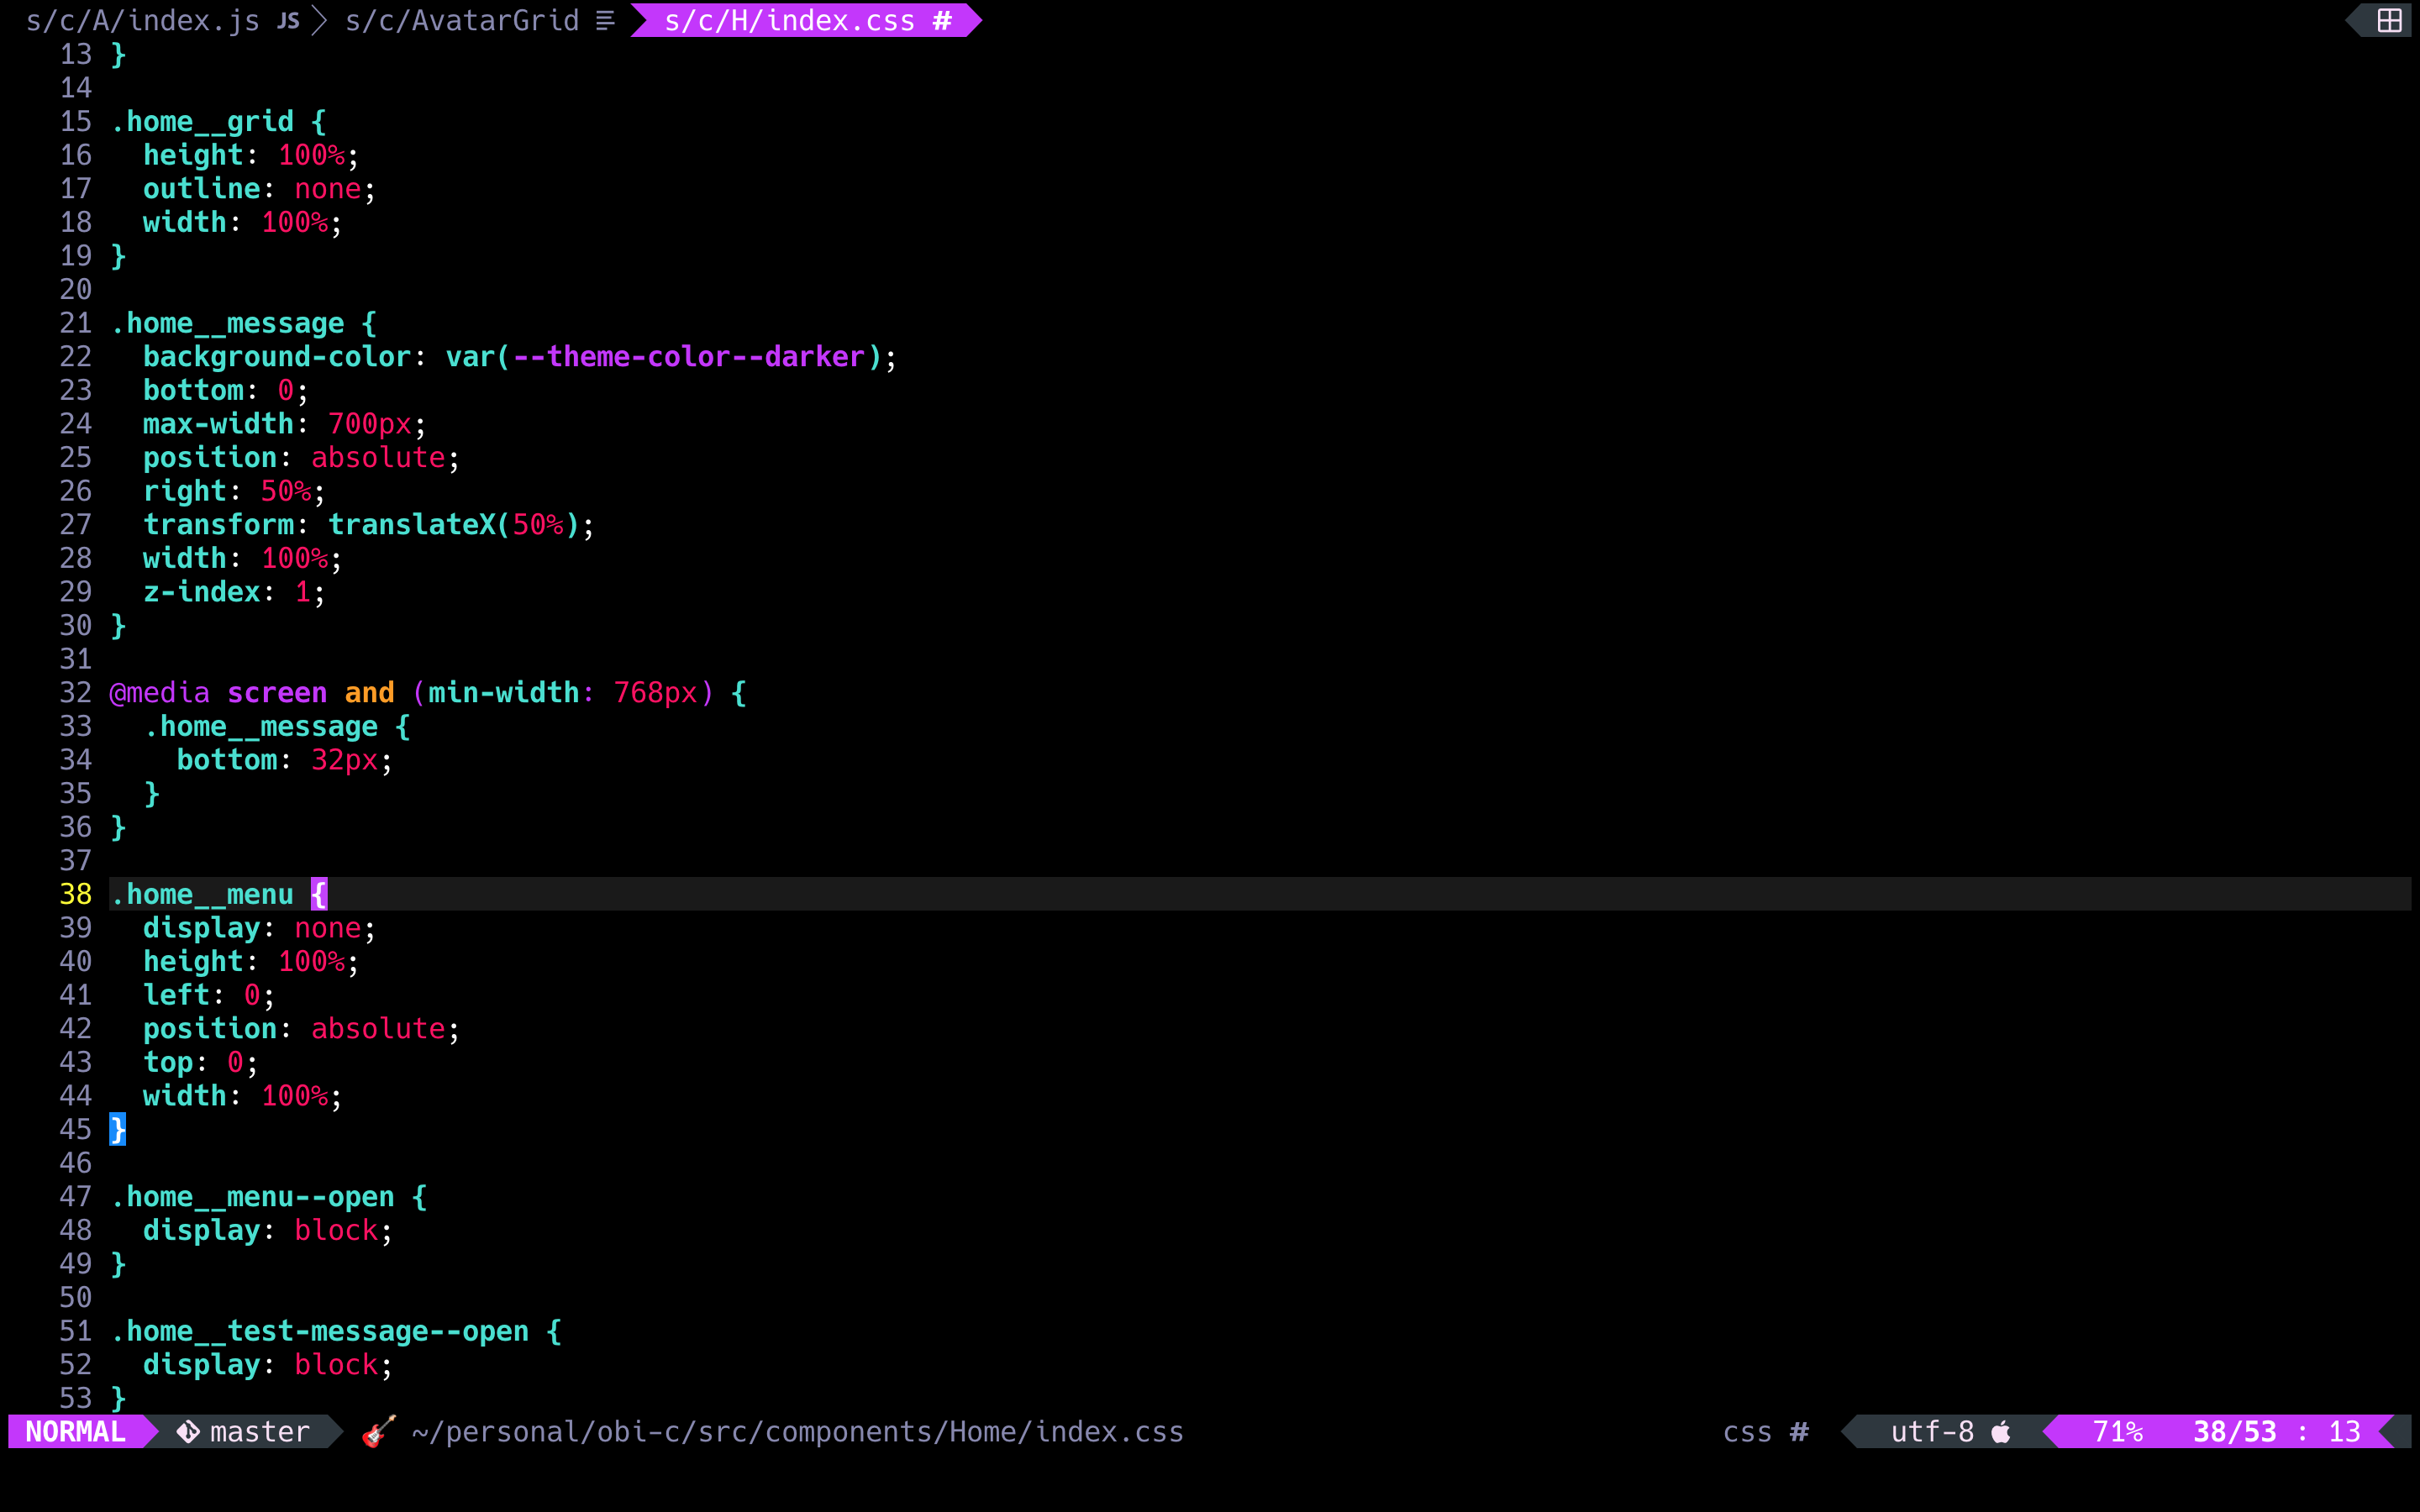 s/c/A/index.js JS s/c/AvatarGrid s/c/H/index.css #
13 }
14
15 .home__grid {
16   height: 100%;
17   outline: none;
18   width: 100%;
19 }
20
21 .home__message {
22   background-color: var(--theme-color--darker);
23   bottom: 0;
24   max-width: 700px;
25   position: absolute;
26   right: 50%;
27   transform: translateX(50%);
28   width: 100%;
29   z-index: 1;
30 }
31
32 @media screen and (min-width: 768px) {
33   .home__message {
34     bottom: 32px;
35   }
36 }
37
38 .home__menu {
39   display: none;
40   height: 100%;
41   left: 0;
42   position: absolute;
43   top: 0;
44   width: 100%;
45 }
46
47 .home__menu--open {
48   display: block;
49 }
50
51 .home__test-message--open {
52   display: block;
53 }
NORMAL master 🎸 ~/personal/obi-c/src/components/Home/index.css css # utf-8 71% 38/53 : 13